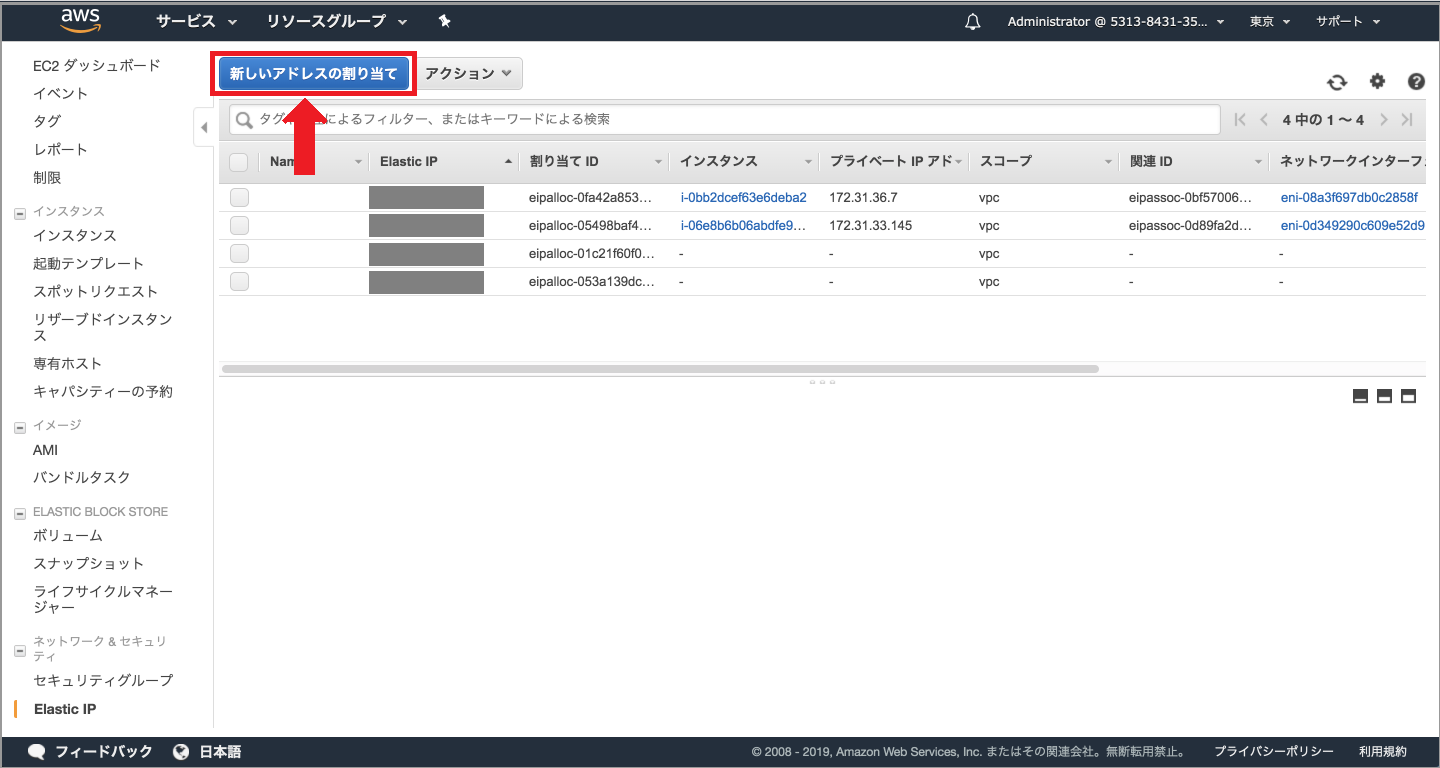 aws サービス リソースグループ Administrator @ 5313-8431-35... 東京 サポート
EC2 ダッシュボード
イベント
タグ
レポート
制限
インスタンス
インスタンス
起動テンプレート
スポットリクエスト
リザーブドインスタン
ス
専有ホスト
キャパシティーの予約
イメージ
AMI
バンドルタスク
ELASTIC BLOCK STORE
ボリューム
スナップショット
ライフサイクルマネー
ジャー
ネットワーク & セキュリ
ティ
セキュリティグループ
Elastic IP
新しいアドレスの割り当て アクション
によるフィルター、またはキーワードによる検索 4 中の 1 ～ 4
Elastic IP 割り当て ID インスタンス プライベート IP アド スコープ 関連 ID ネットワークインターフ
eipalloc-0fa42a853... i-0bb2dcef63e6deba2 172.31.36.7 vpc eipassoc-0bf57006... eni-08a3f697db0c2858f
eipalloc-05498baf4... i-06e8b6b06abdfe9... 172.31.33.145 vpc eipassoc-0d89fa2d... eni-0d349290c609e52d9
eipalloc-01c21f60f0... - - vpc - -
eipalloc-053a139dc... - - vpc - -
フィードバック 日本語 © 2008 - 2019, Amazon Web Services, Inc. またはその関連会社。無断転用禁止。 プライバシーポリシー 利用規約